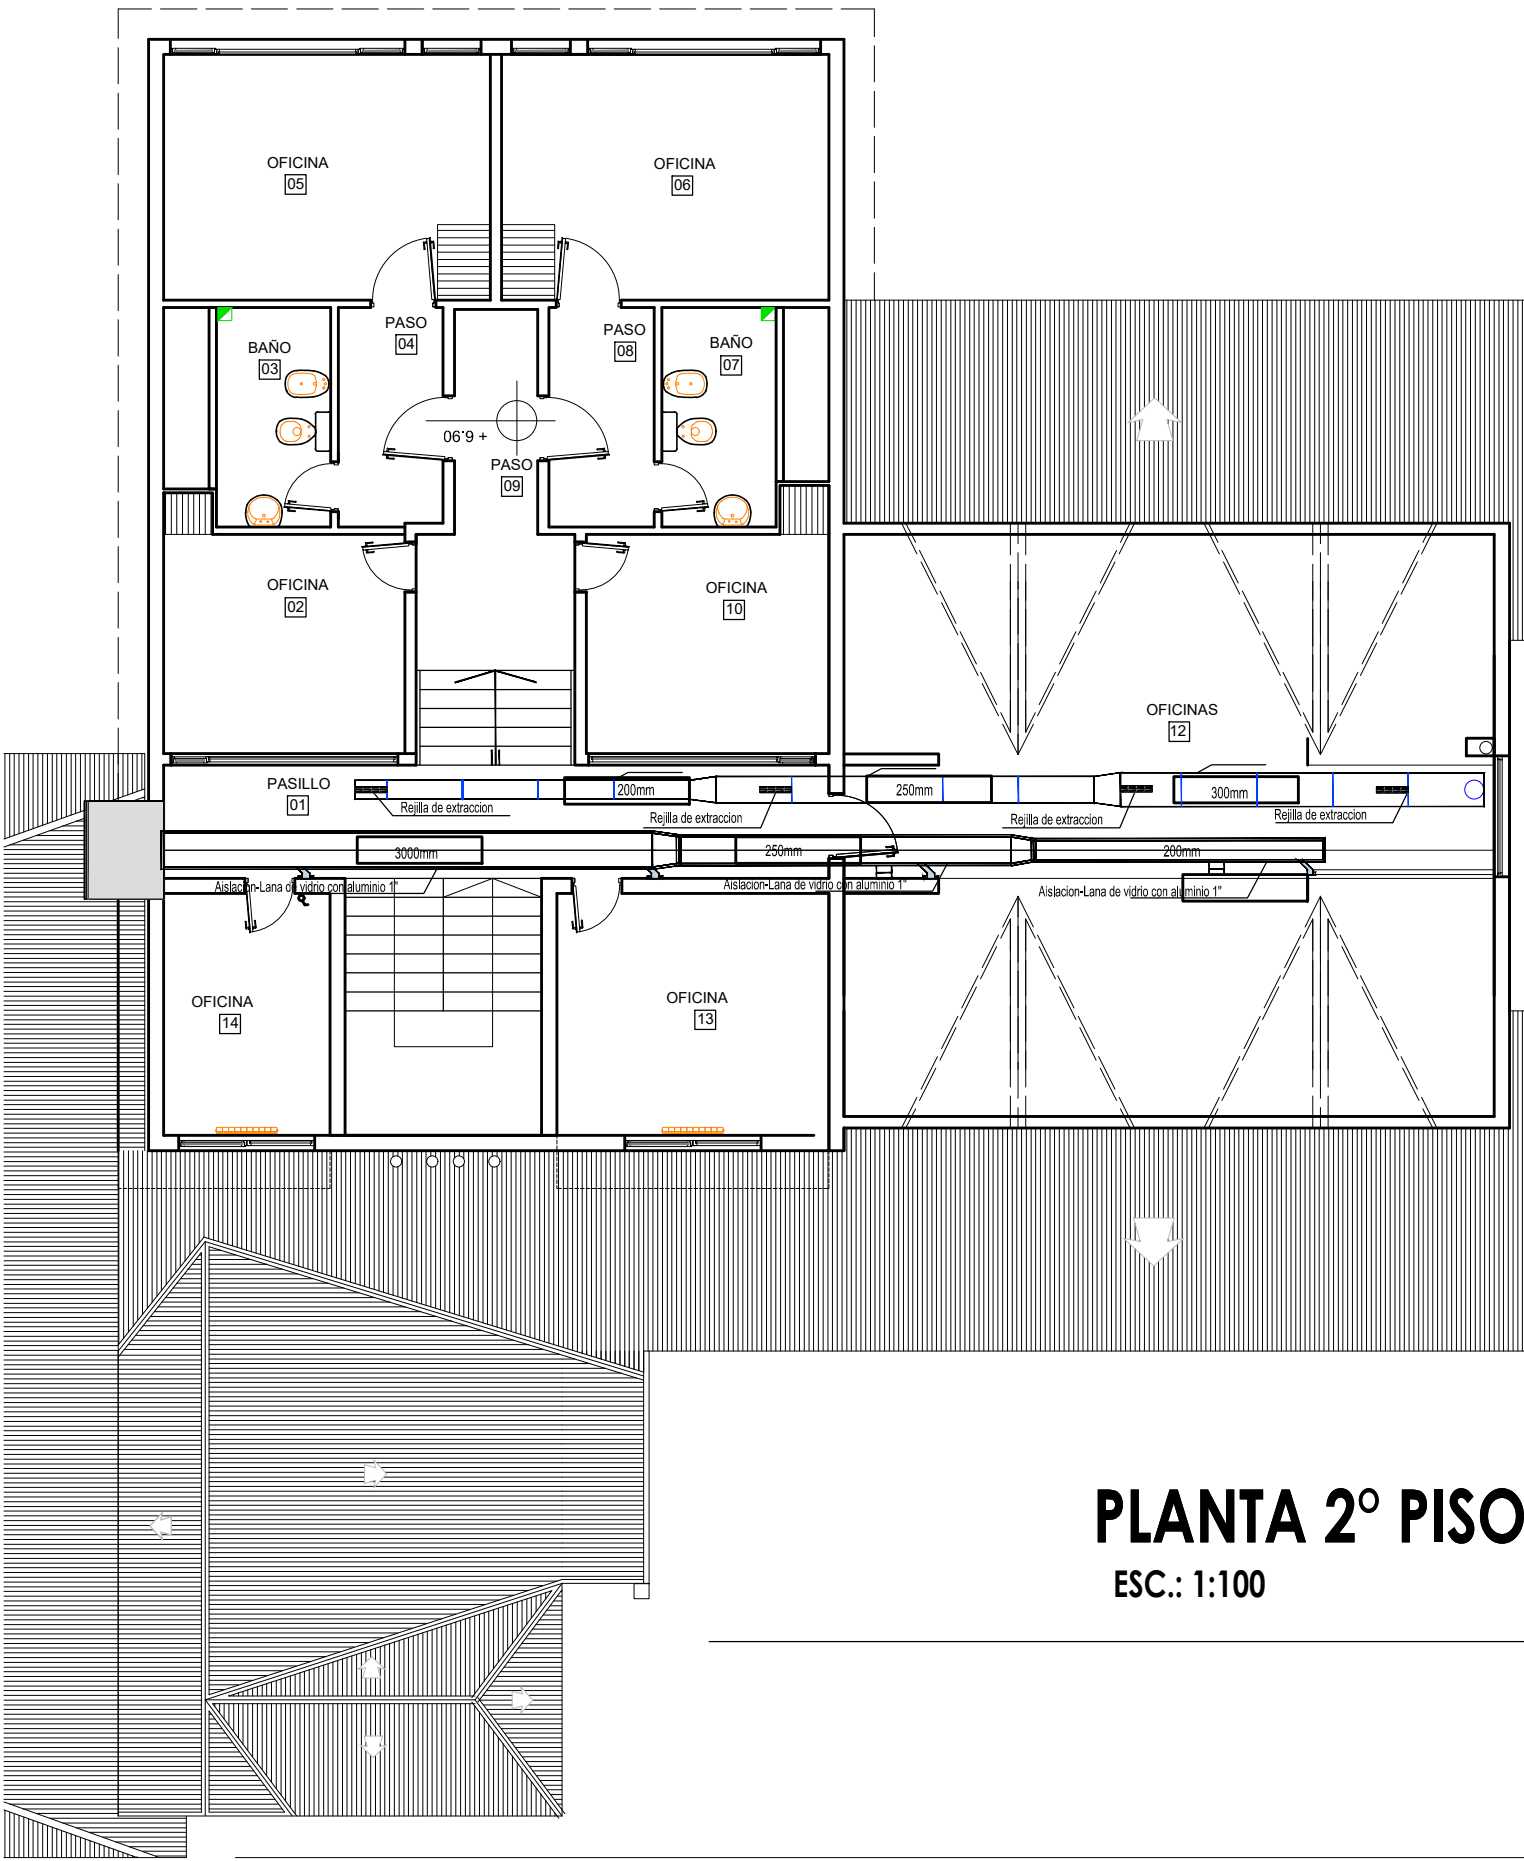 OFICINA
05
OFICINA
06
PASO
04
PASO
08
BAÑO
03
BAÑO
07
+ 6.90
PASO
09
OFICINA
02
OFICINA
10
OFICINAS
12
PASILLO
01
200mm
250mm
300mm
Rejilla de extraccion
Rejilla de extraccion
Rejilla de extraccion
Rejilla de extraccion
3000mm
250mm
200mm
Aislacion-Lana de vidrio con aluminio 1"
Aislacion-Lana de vidrio con aluminio 1"
Aislacion-Lana de vidrio con aluminio 1"
OFICINA
14
OFICINA
13
PLANTA 2° PISO
ESC.: 1:100